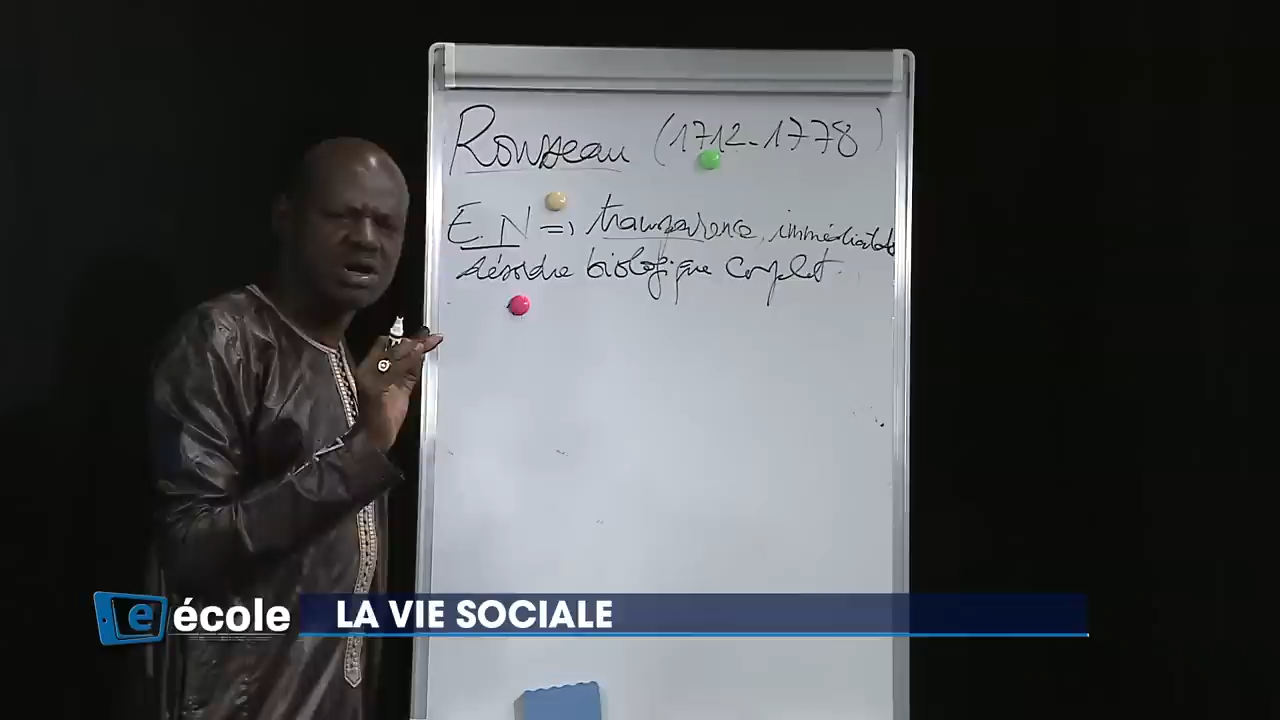 Rousseau (1712-1778)
E.N => transparence, immédiateté
désordre biologique complet.
e école
LA VIE SOCIALE